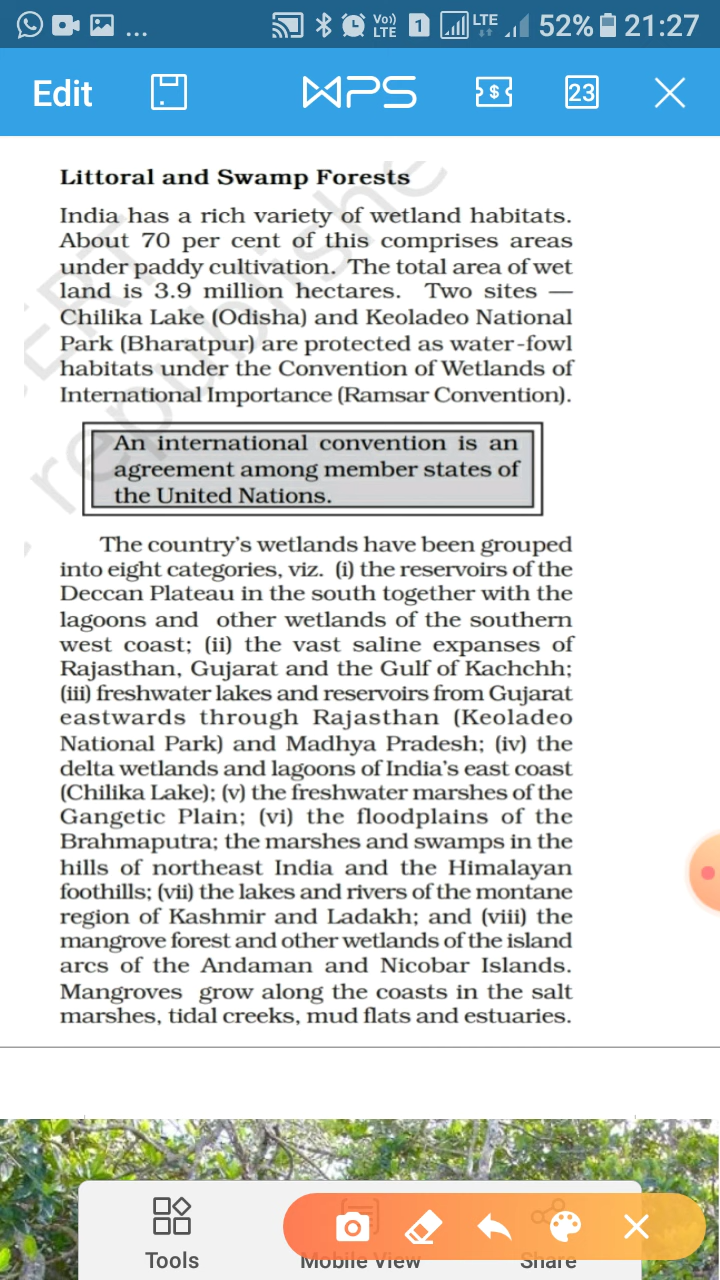 ... Vo) LTE 1 LTE 52% 21:27
Edit WPS $ 23
Littoral and Swamp Forests
India has a rich variety of wetland habitats.
About 70 per cent of this comprises areas
under paddy cultivation. The total area of wet
land is 3.9 million hectares. Two sites —
Chilika Lake (Odisha) and Keoladeo National
Park (Bharatpur) are protected as water-fowl
habitats under the Convention of Wetlands of
International Importance (Ramsar Convention).
An international convention is an
agreement among member states of
the United Nations.
The country's wetlands have been grouped
into eight categories, viz. (i) the reservoirs of the
Deccan Plateau in the south together with the
lagoons and other wetlands of the southern
west coast; (ii) the vast saline expanses of
Rajasthan, Gujarat and the Gulf of Kachchh;
(iii) freshwater lakes and reservoirs from Gujarat
eastwards through Rajasthan (Keoladeo
National Park) and Madhya Pradesh; (iv) the
delta wetlands and lagoons of India's east coast
(Chilika Lake); (v) the freshwater marshes of the
Gangetic Plain; (vi) the floodplains of the
Brahmaputra; the marshes and swamps in the
hills of northeast India and the Himalayan
foothills; (vii) the lakes and rivers of the montane
region of Kashmir and Ladakh; and (viii) the
mangrove forest and other wetlands of the island
arcs of the Andaman and Nicobar Islands.
Mangroves grow along the coasts in the salt
marshes, tidal creeks, mud flats and estuaries.
Tools Mobile View Share